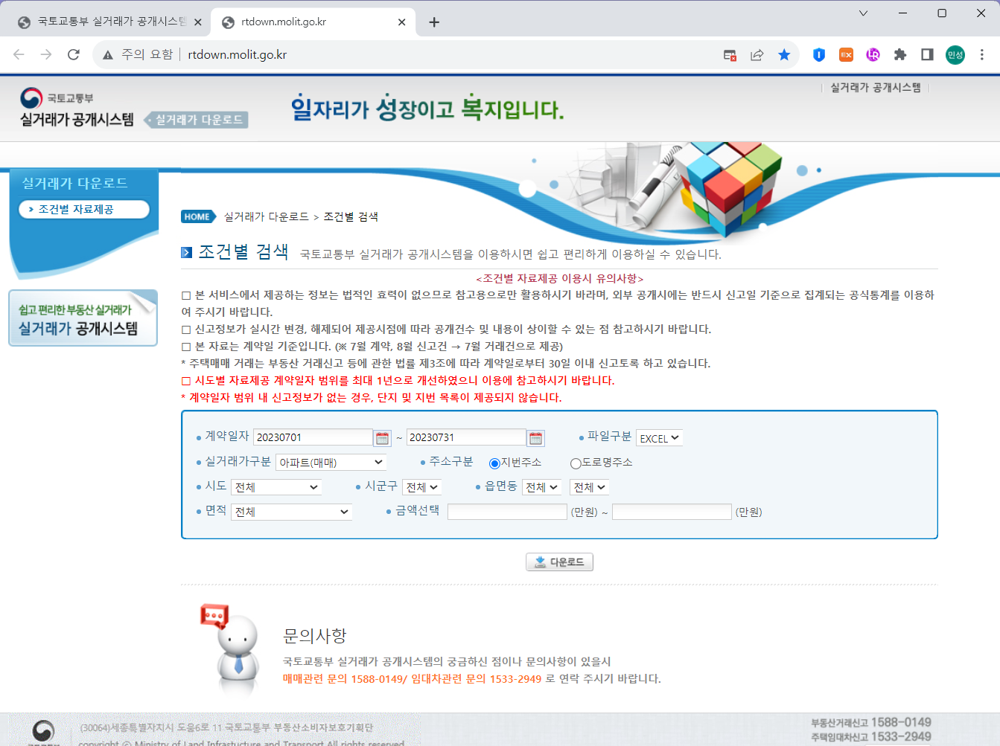 국토교통부 실거래가 공개시스템
rtdown.molit.go.kr
주의 요함
rtdown.molit.go.kr
EX
민성
국토교통부
실거래가 공개시스템
실거래가 다운로드
일자리가 성장이고 복지입니다.
실거래가 공개시스템
실거래가 다운로드
조건별 자료제공
쉽고 편리한 부동산 실거래가
실거래가 공개시스템
HOME 실거래가 다운로드 > 조건별 검색
조건별 검색 국토교통부 실거래가 공개시스템을 이용하시면 쉽고 편리하게 이용하실 수 있습니다.
<조건별 자료제공 이용시 유의사항>
□ 본 서비스에서 제공하는 정보는 법적인 효력이 없으므로 참고용으로만 활용하시기 바라며, 외부 공개시에는 반드시 신고일 기준으로 집계되는 공식통계를 이용하
여 주시기 바랍니다.
□ 신고정보가 실시간 변경, 해제되어 제공시점에 따라 공개건수 및 내용이 상이할 수 있는 점 참고하시기 바랍니다.
□ 본 자료는 계약일 기준입니다. (※ 7월 계약, 8월 신고건 → 7월 거래건으로 제공)
* 주택매매 거래는 부동산 거래신고 등에 관한 법률 제3조에 따라 계약일로부터 30일 이내 신고토록 하고 있습니다.
□ 시도별 자료제공 계약일자 범위를 최대 1년으로 개선하였으니 이용에 참고하시기 바랍니다.
* 계약일자 범위 내 신고정보가 없는 경우, 단지 및 지번 목록이 제공되지 않습니다.
계약일자 20230701 ~ 20230731 파일구분 EXCEL
실거래가구분 아파트(매매) 주소구분 지번주소 도로명주소
시도 전체 시군구 전체 읍면동 전체 전체
면적 전체 금액선택 (만원) ~ (만원)
다운로드
문의사항
국토교통부 실거래가 공개시스템의 궁금하신 점이나 문의사항이 있을시
매매관련 문의 1588-0149/ 임대차관련 문의 1533-2949 로 연락 주시기 바랍니다.
(30064)세종특별자치시 도움6로 11 국토교통부 부동산소비자보호기획단
copyright ⓒ Ministry of Land Infrastucture and Transport All rights reserved
부동산거래신고 1588-0149
주택임대차신고 1533-2949